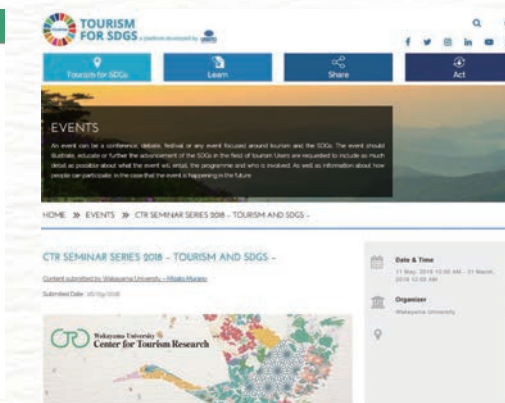 TOURISM
FOR SDGS
a platform developed by
Tourism for SDGs
Learn
Share
Act
EVENTS
An event can be a conference, debate, festival or any event focused around tourism and the SDGs. The event should
illustrate, educate or further the advancement of the SDGs in the field of tourism Users are requested to include as much
detail as possible about what the event will entail, the programme and who is involved. As well as information about how
people can participate, in the case that the event is happening in the future
HOME >> EVENTS >> CTR SEMINAR SERIES 2018 - TOURISM AND SDGS -
CTR SEMINAR SERIES 2018 - TOURISM AND SDGS -
Content submitted by Wakayama University - Misato Murano
Submitted Date:
Wakayama University
Center for Tourism Research
Date & Time
11 May, 2018 12:00 AM - 31 March,
2019 12:00 AM
Organizer
Wakayama University